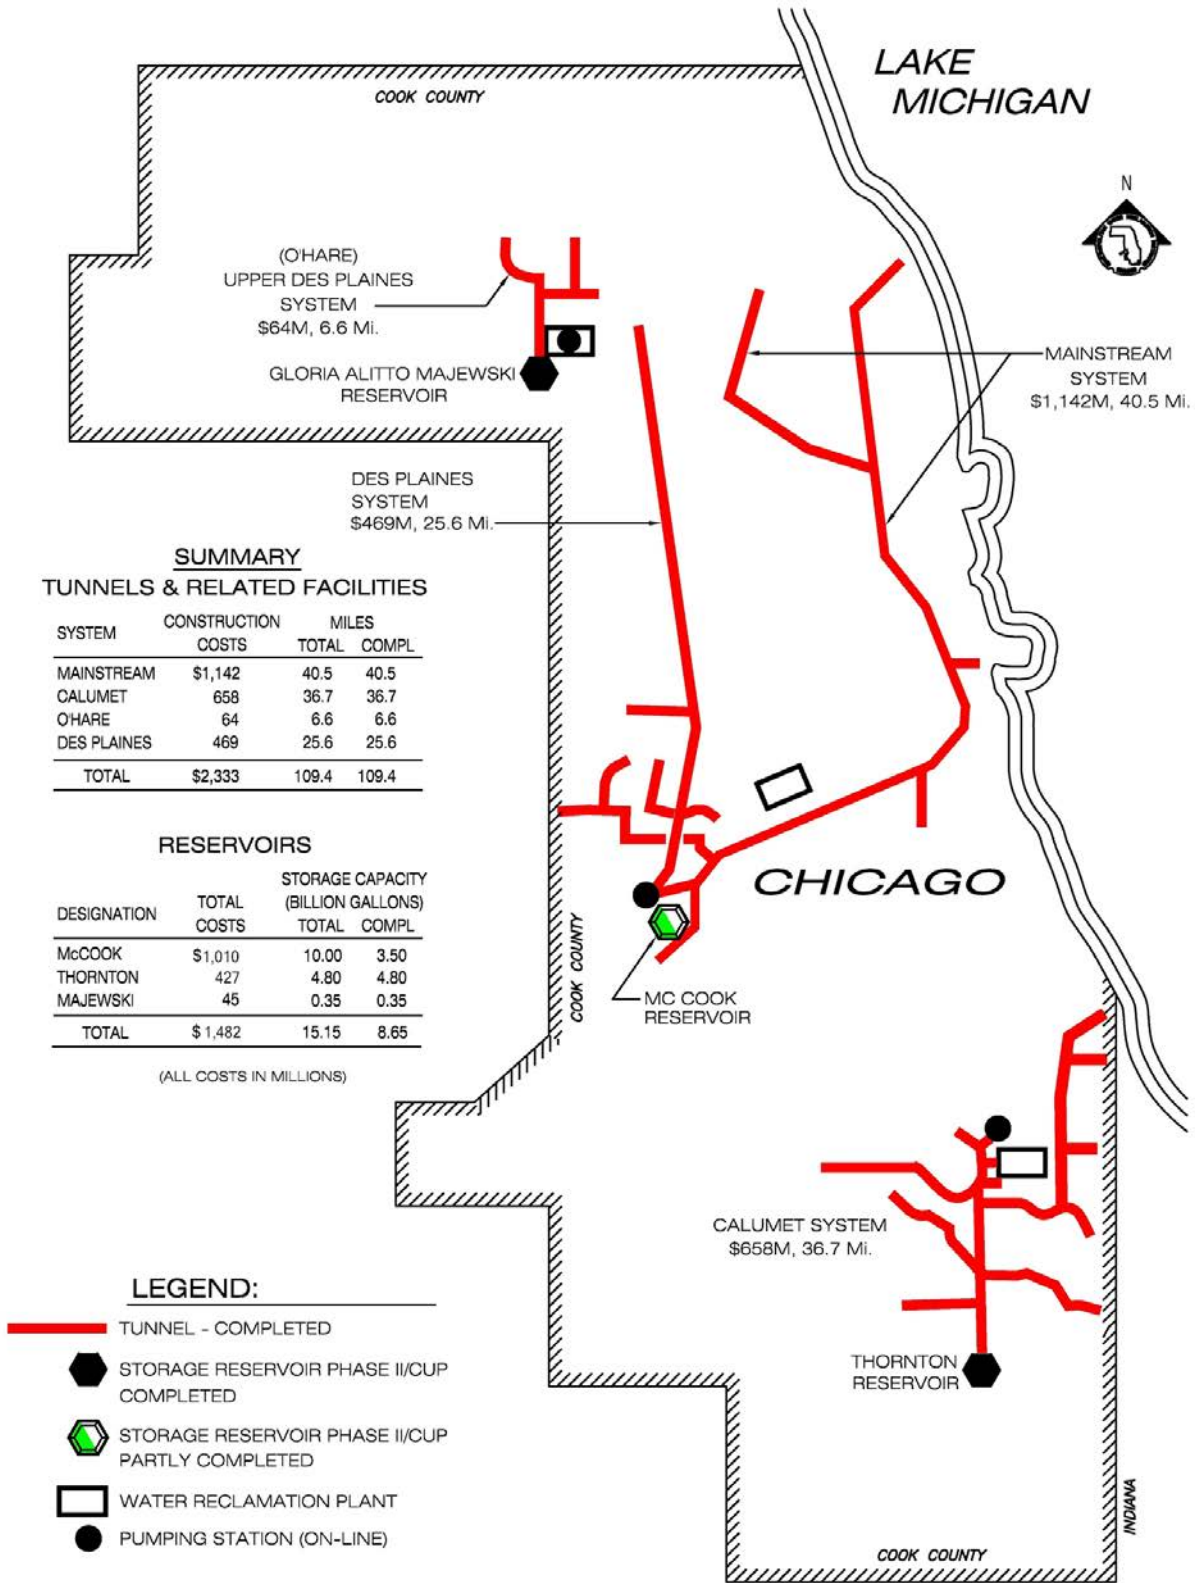 LAKE
MICHIGAN
COOK COUNTY
N
(O'HARE)
UPPER DES PLAINES
SYSTEM
$64M, 6.6 Mi.
GLORIA ALITTO MAJEWSKI
RESERVOIR
MAINSTREAM
SYSTEM
$1,142M, 40.5 Mi.
DES PLAINES
SYSTEM
$469M, 25.6 Mi.
SUMMARY
TUNNELS & RELATED FACILITIES
SYSTEM CONSTRUCTION COSTS MILES
TOTAL COMPL
MAINSTREAM $1,142 40.5 40.5
CALUMET 658 36.7 36.7
O'HARE 64 6.6 6.6
DES PLAINES 469 25.6 25.6
TOTAL $2,333 109.4 109.4
RESERVOIRS
STORAGE CAPACITY
DESIGNATION TOTAL COSTS (BILLION GALLONS)
TOTAL COMPL
McCOOK $1,010 10.00 3.50
THORNTON 427 4.80 4.80
MAJEWSKI 45 0.35 0.35
TOTAL $1,482 15.15 8.65
(ALL COSTS IN MILLIONS)
CHICAGO
COOK COUNTY
MC COOK
RESERVOIR
CALUMET SYSTEM
$658M, 36.7 Mi.
THORNTON
RESERVOIR
LEGEND:
TUNNEL - COMPLETED
STORAGE RESERVOIR PHASE II/CUP
COMPLETED
STORAGE RESERVOIR PHASE II/CUP
PARTLY COMPLETED
WATER RECLAMATION PLANT
PUMPING STATION (ON-LINE)
INDIANA
COOK COUNTY